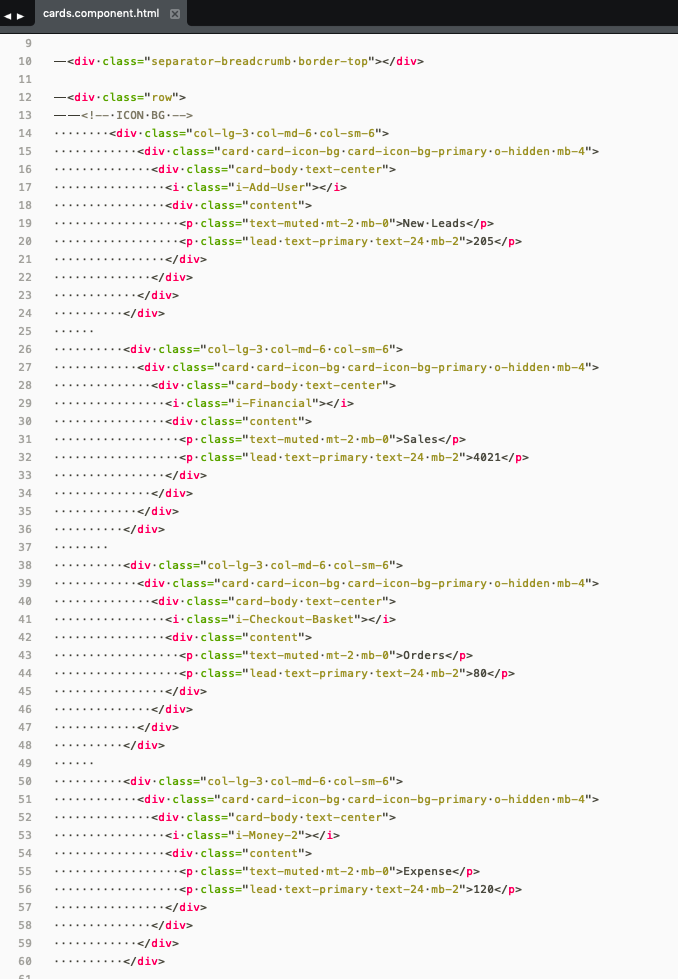 cards.component.html
9
10 <div class="separator-breadcrumb border-top"></div>
11
12 <div class="row">
13 <!-- ICON BG -->
14 <div class="col-lg-3 col-md-6 col-sm-6">
15 <div class="card card-icon-bg card-icon-bg-primary o-hidden mb-4">
16 <div class="card-body text-center">
17 <i class="i-Add-User"></i>
18 <div class="content">
19 <p class="text-muted mt-2 mb-0">New Leads</p>
20 <p class="lead text-primary text-24 mb-2">205</p>
21 </div>
22 </div>
23 </div>
24 </div>
25
26 <div class="col-lg-3 col-md-6 col-sm-6">
27 <div class="card card-icon-bg card-icon-bg-primary o-hidden mb-4">
28 <div class="card-body text-center">
29 <i class="i-Financial"></i>
30 <div class="content">
31 <p class="text-muted mt-2 mb-0">Sales</p>
32 <p class="lead text-primary text-24 mb-2">4021</p>
33 </div>
34 </div>
35 </div>
36 </div>
37
38 <div class="col-lg-3 col-md-6 col-sm-6">
39 <div class="card card-icon-bg card-icon-bg-primary o-hidden mb-4">
40 <div class="card-body text-center">
41 <i class="i-Checkout-Basket"></i>
42 <div class="content">
43 <p class="text-muted mt-2 mb-0">Orders</p>
44 <p class="lead text-primary text-24 mb-2">80</p>
45 </div>
46 </div>
47 </div>
48 </div>
49
50 <div class="col-lg-3 col-md-6 col-sm-6">
51 <div class="card card-icon-bg card-icon-bg-primary o-hidden mb-4">
52 <div class="card-body text-center">
53 <i class="i-Money-2"></i>
54 <div class="content">
55 <p class="text-muted mt-2 mb-0">Expense</p>
56 <p class="lead text-primary text-24 mb-2">120</p>
57 </div>
58 </div>
59 </div>
60 </div>
61